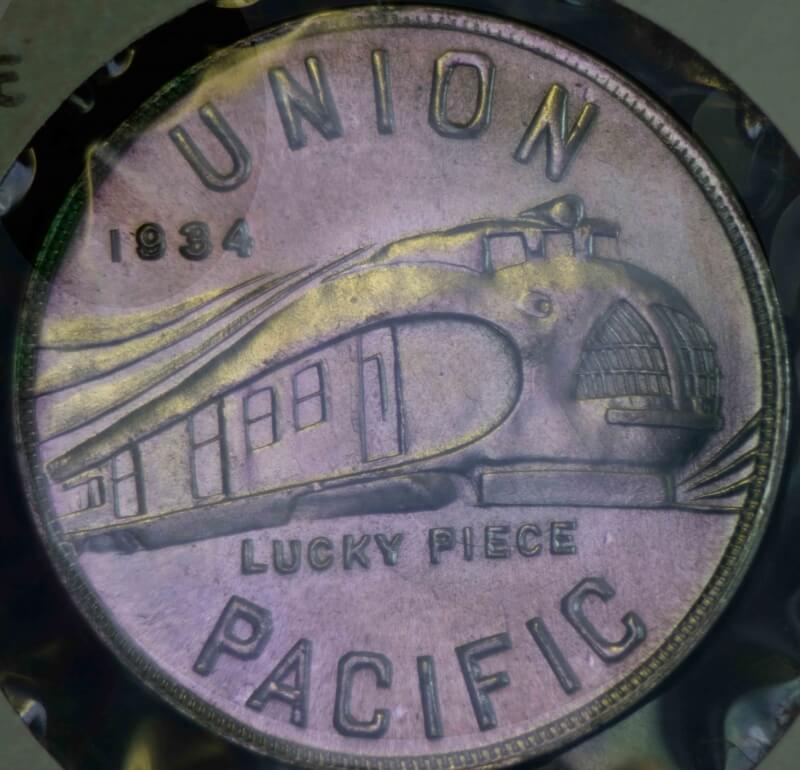 UNION
1934
LUCKY PIECE
PACIFIC